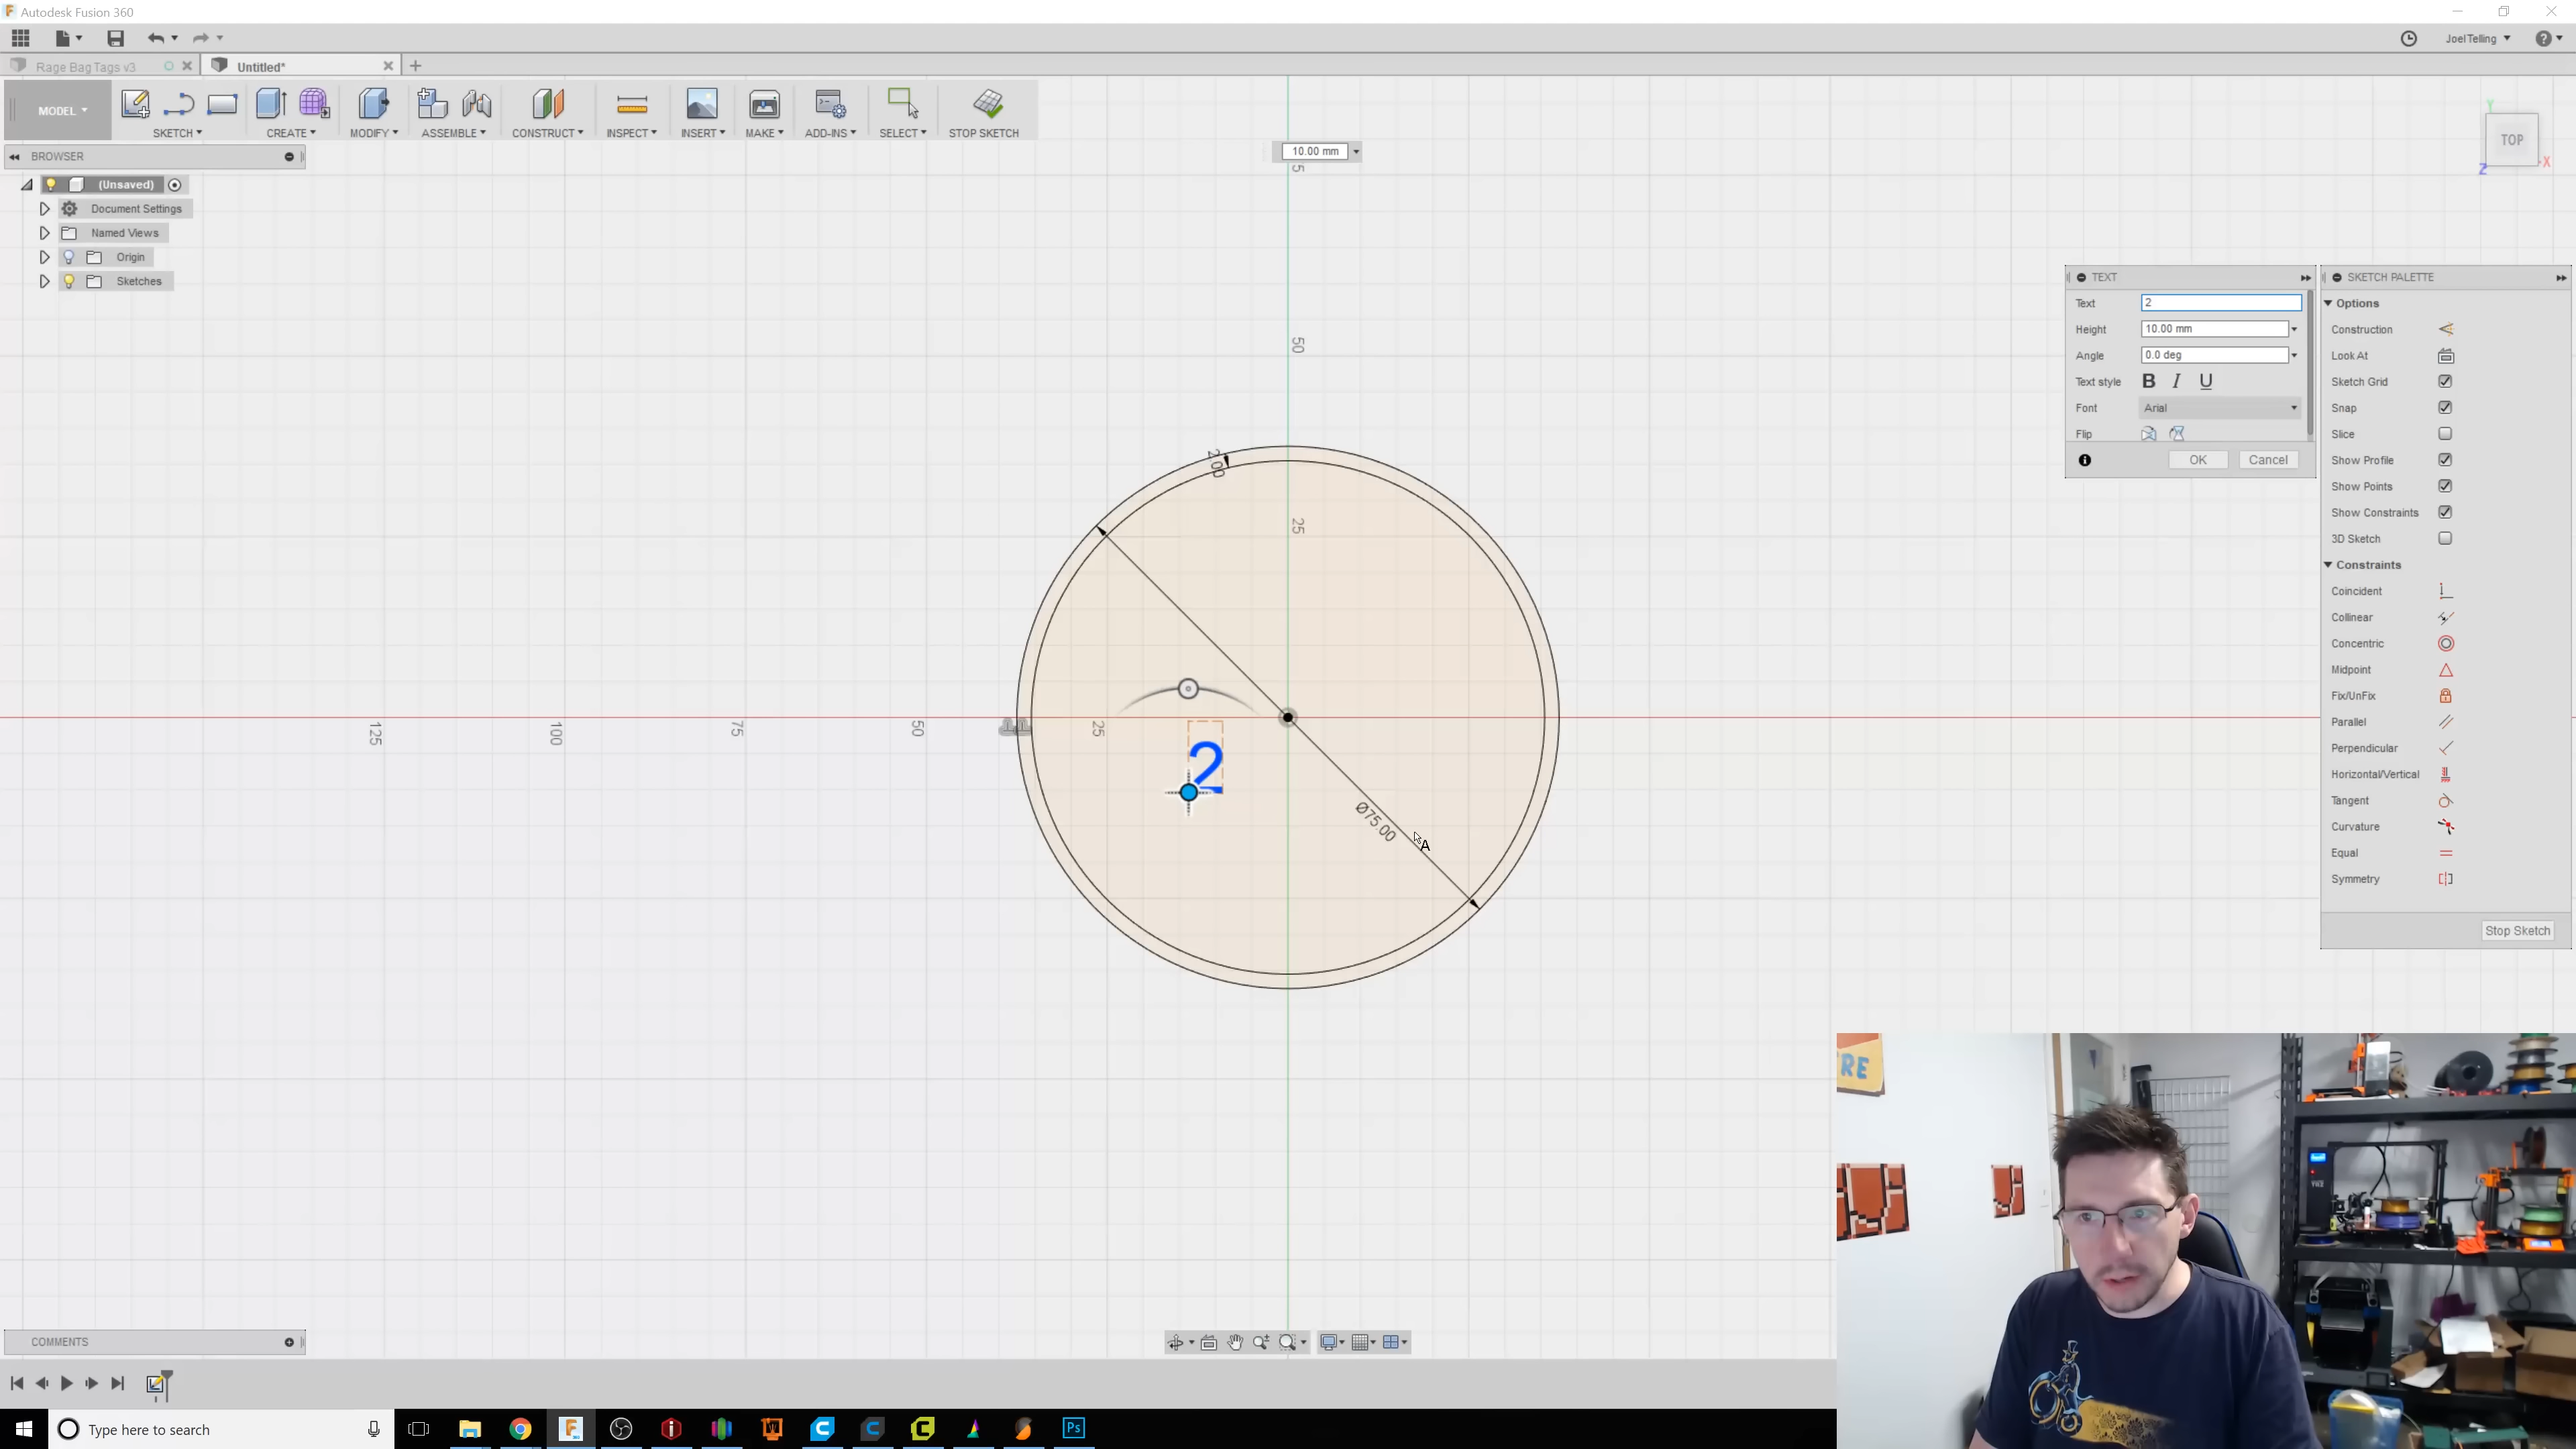 Autodesk Fusion 360
JoelTelling
Rage Bag Tags v3
Untitled*
MODEL
SKETCH
CREATE
MODIFY
ASSEMBLE
CONSTRUCT
INSPECT
INSERT
MAKE
ADD-INS
SELECT
STOP SKETCH
BROWSER
(Unsaved)
Document Settings
Named Views
Origin
Sketches
10.00 mm
5
50
25
125
100
75
50
25
2.00
2
Ø75.00
A
TOP
Y
X
Z
TEXT
Text 2
Height 10.00 mm
Angle 0.0 deg
Text style B I U
Font Arial
Flip
OK Cancel
SKETCH PALETTE
Options
Construction
Look At
Sketch Grid
Snap
Slice
Show Profile
Show Points
Show Constraints
3D Sketch
Constraints
Coincident
Collinear
Concentric
Midpoint
Fix/UnFix
Parallel
Perpendicular
Horizontal/Vertical
Tangent
Curvature
Equal
Symmetry
Stop Sketch
RE
COMMENTS
Type here to search
Ps